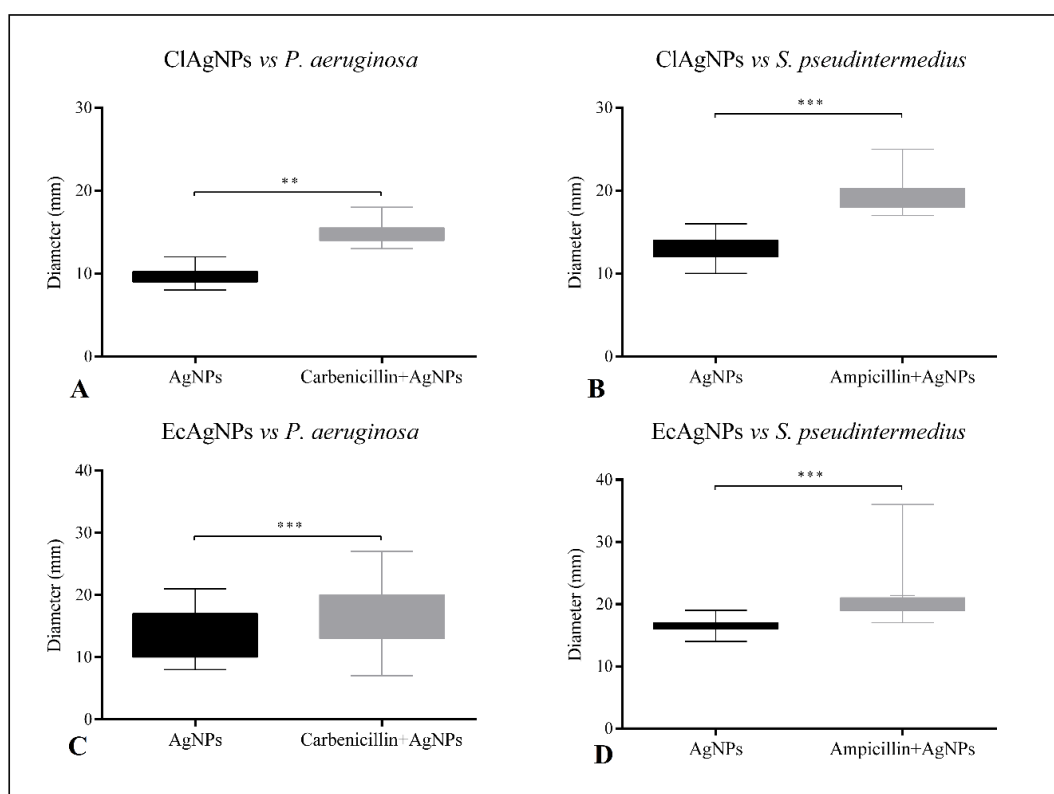 ClAgNPs vs P. aeruginosa
30
20
10
0
Diameter (mm)
**
AgNPs
Carbenicillin+AgNPs
A
ClAgNPs vs S. pseudintermedius
30
20
10
0
Diameter (mm)
***
AgNPs
Ampicillin+AgNPs
B
EcAgNPs vs P. aeruginosa
40
30
20
10
0
Diameter (mm)
***
AgNPs
Carbenicillin+AgNPs
C
EcAgNPs vs S. pseudintermedius
40
30
20
10
0
Diameter (mm)
***
AgNPs
Ampicillin+AgNPs
D